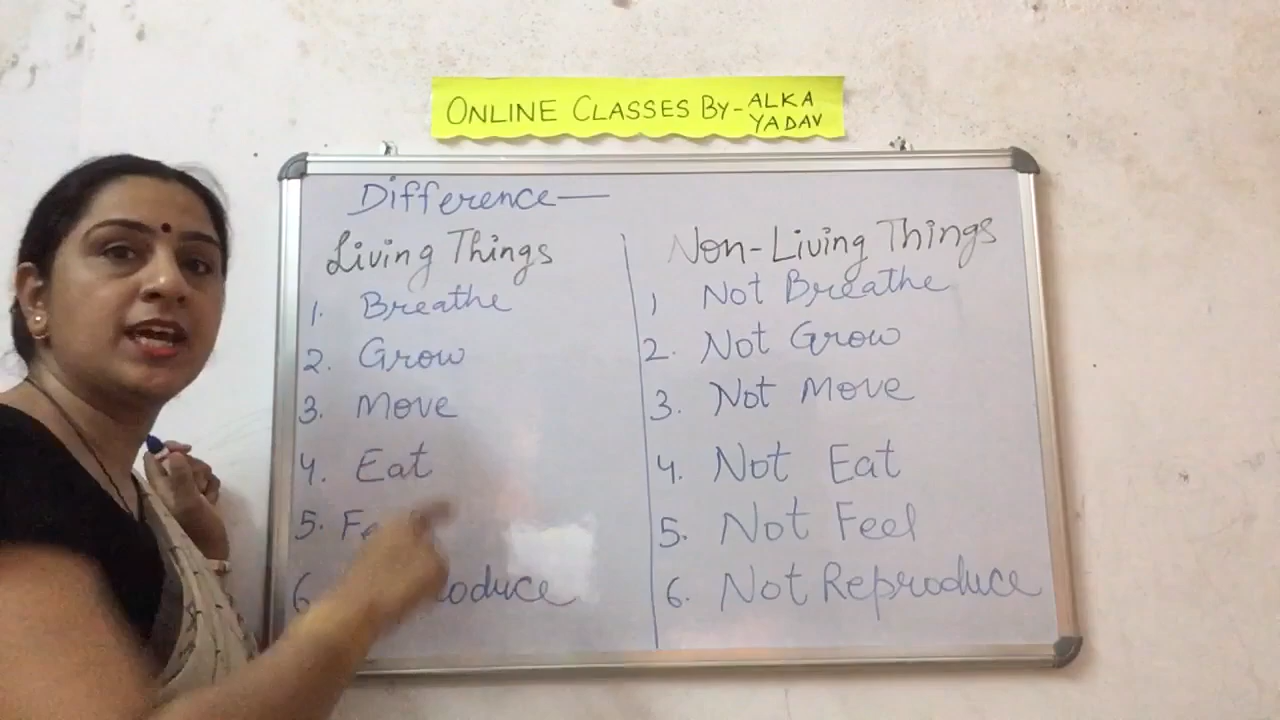 ONLINE CLASSES BY - ALKA YADAV
Difference —
Living Things
1. Breathe
2. Grow
3. Move
4. Eat
5.
6
Non-Living Things
1 Not Breathe
2. Not Grow
3. Not Move
4. Not Eat
5. Not Feel
6. Not Reproduce